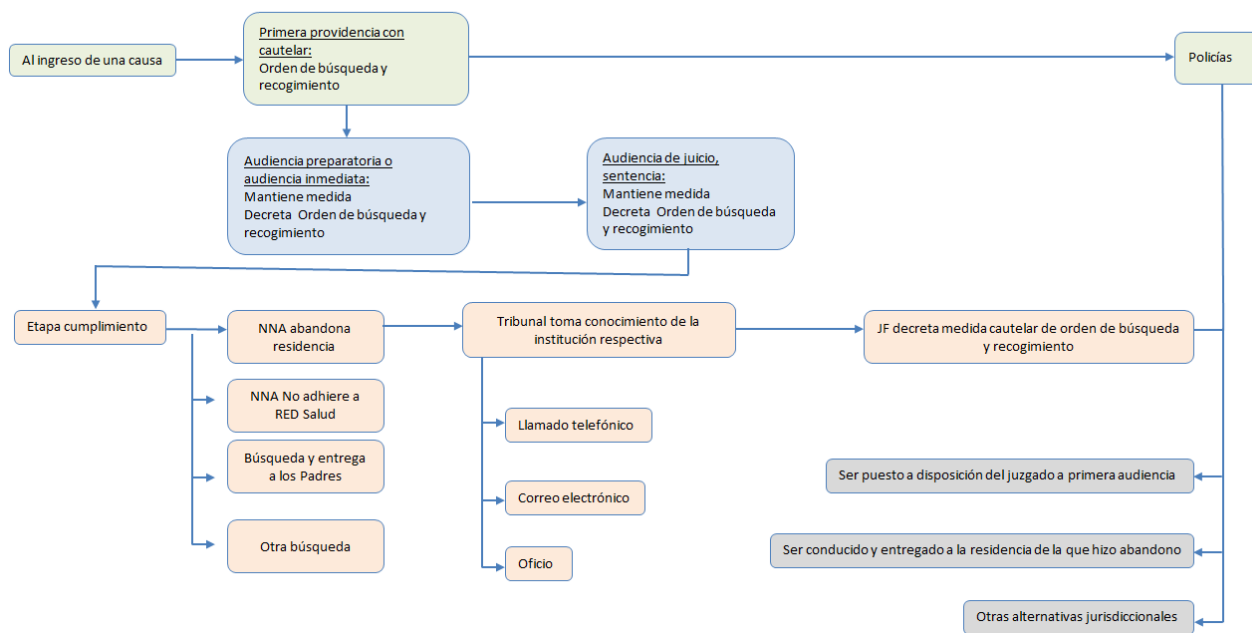 Al ingreso de una causa
Primera providencia con
cautelar:
Orden de búsqueda y
recogimiento
Policías
Audiencia preparatoria o
audiencia inmediata:
Mantiene medida
Decreta Orden de búsqueda y
recogimiento
Audiencia de juicio,
sentencia:
Mantiene medida
Decreta Orden de búsqueda
y recogimiento
Etapa cumplimiento
NNA abandona
residencia
Tribunal toma conocimiento de la
institución respectiva
JF decreta medida cautelar de orden de búsqueda
y recogimiento
NNA No adhiere a
RED Salud
Búsqueda y entrega
a los Padres
Otra búsqueda
Llamado telefónico
Correo electrónico
Oficio
Ser puesto a disposición del juzgado a primera audiencia
Ser conducido y entregado a la residencia de la que hizo abandono
Otras alternativas jurisdiccionales